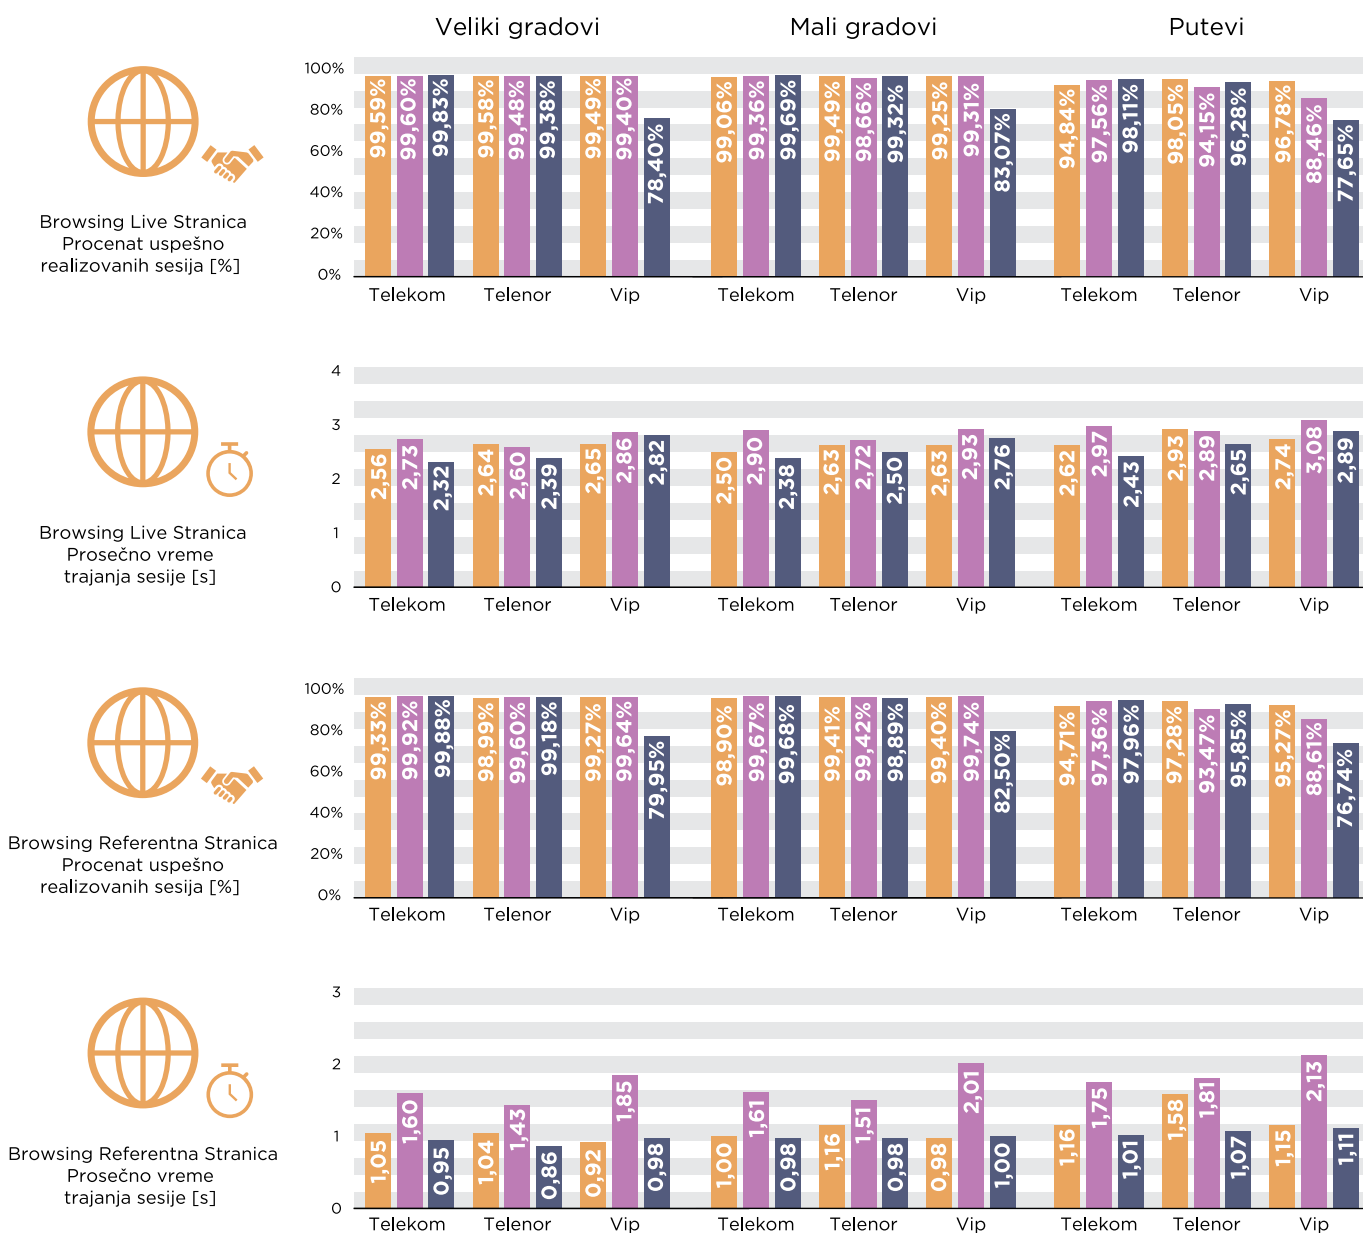 Veliki gradovi
Mali gradovi
Putevi
Browsing Live Stranica
Procenat uspešno
realizovanih sesija [%]
100%
80%
60%
40%
20%
0%
99,59% 99,60% 99,83% 99,58% 99,48% 99,38% 99,49% 99,40% 78,40%
99,06% 99,36% 99,69% 99,49% 98,66% 99,32% 99,25% 99,31% 83,07%
94,84% 97,56% 98,11% 98,05% 94,15% 96,28% 96,78% 88,46% 77,65%
Telekom Telenor Vip Telekom Telenor Vip Telekom Telenor Vip
Browsing Live Stranica
Prosečno vreme
trajanja sesije [s]
4
3
2
1
0
2,56 2,73 2,32 2,64 2,60 2,39 2,65 2,86 2,82
2,50 2,90 2,38 2,63 2,72 2,50 2,63 2,93 2,76
2,62 2,97 2,43 2,93 2,89 2,65 2,74 3,08 2,89
Telekom Telenor Vip Telekom Telenor Vip Telekom Telenor Vip
Browsing Referentna Stranica
Procenat uspešno
realizovanih sesija [%]
100%
80%
60%
40%
20%
0%
99,33% 99,92% 99,88% 98,99% 99,60% 99,18% 99,27% 99,64% 79,95%
98,90% 99,67% 99,68% 99,41% 99,42% 98,89% 99,40% 99,74% 82,50%
94,71% 97,36% 97,96% 97,28% 93,47% 95,85% 95,27% 88,61% 76,74%
Telekom Telenor Vip Telekom Telenor Vip Telekom Telenor Vip
Browsing Referentna Stranica
Prosečno vreme
trajanja sesije [s]
3
2
1
0
1,05 1,60 0,95 1,04 1,43 0,86 0,92 1,85 0,98
1,00 1,61 0,98 1,16 1,51 0,98 0,98 2,01 1,00
1,16 1,75 1,01 1,58 1,81 1,07 1,15 2,13 1,11
Telekom Telenor Vip Telekom Telenor Vip Telekom Telenor Vip